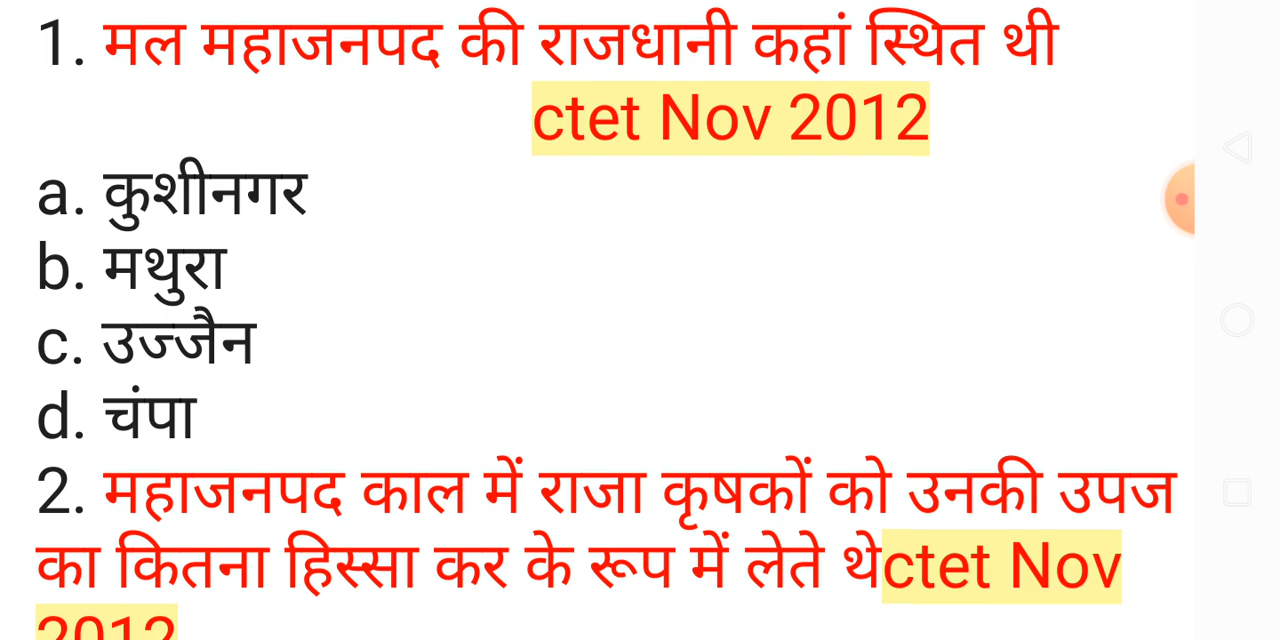 1. मल महाजनपद की राजधानी कहां स्थित थी
ctet Nov 2012
a. कुशीनगर
b. मथुरा
c. उज्जैन
d. चंपा
2. महाजनपद काल में राजा कृषकों को उनकी उपज
का कितना हिस्सा कर के रूप में लेते थेctet Nov
2012